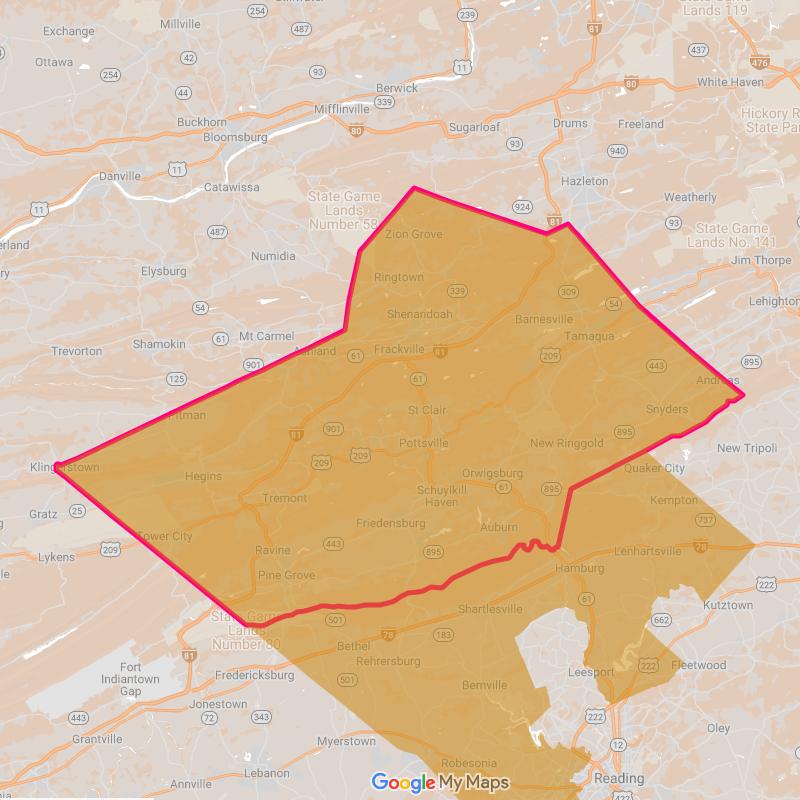 State Game
Lands 119
254
Millville
239
Exchange
487
81
42
437
Ottawa
11
476
254
93
80
White Haven
44
Berwick
339
Mifflinville
Hickory R
State Par
Buckhorn
Bloomsburg
80
Sugarloaf
Drums
Freeland
93
940
Danville
11
Hazleton
Catawissa
State Game
Lands
Number 58
924
Weatherly
11
81
93
487
Zion Grove
State Game
Lands No. 141
erland
Numidia
Jim Thorpe
ry
Elysburg
Ringtown
339
309
54
Lehighton
54
Shenandoah
Barnesville
Mt Carmel
61
Tamaqua
Shamokin
Ashland
Frackville
Trevorton
61
81
209
901
443
895
125
61
Andreas
Pitman
St Clair
Snyders
901
895
81
Pottsville
New Ringgold
New Tripoli
209
209
Klingerstown
Quaker City
Hegins
Orwigsburg
61
895
Schuylkill
Haven
Kempton
Tremont
Gratz
25
737
Friedensburg
Auburn
Tower City
443
78
209
Ravine
895
Lenhartsville
Lykens
le
Pine Grove
Hamburg
222
61
Kutztown
State Game
Lands
Number 80
501
Shartlesville
662
78
183
Bethel
81
Rehrersburg
222
Fleetwood
Fort
Indiantown
Gap
Fredericksburg
501
Leesport
Bernville
Jonestown
443
72
343
222
Oley
Grantville
Myerstown
12
Robesonia
Lebanon
Annville
Reading
422
Google My Maps